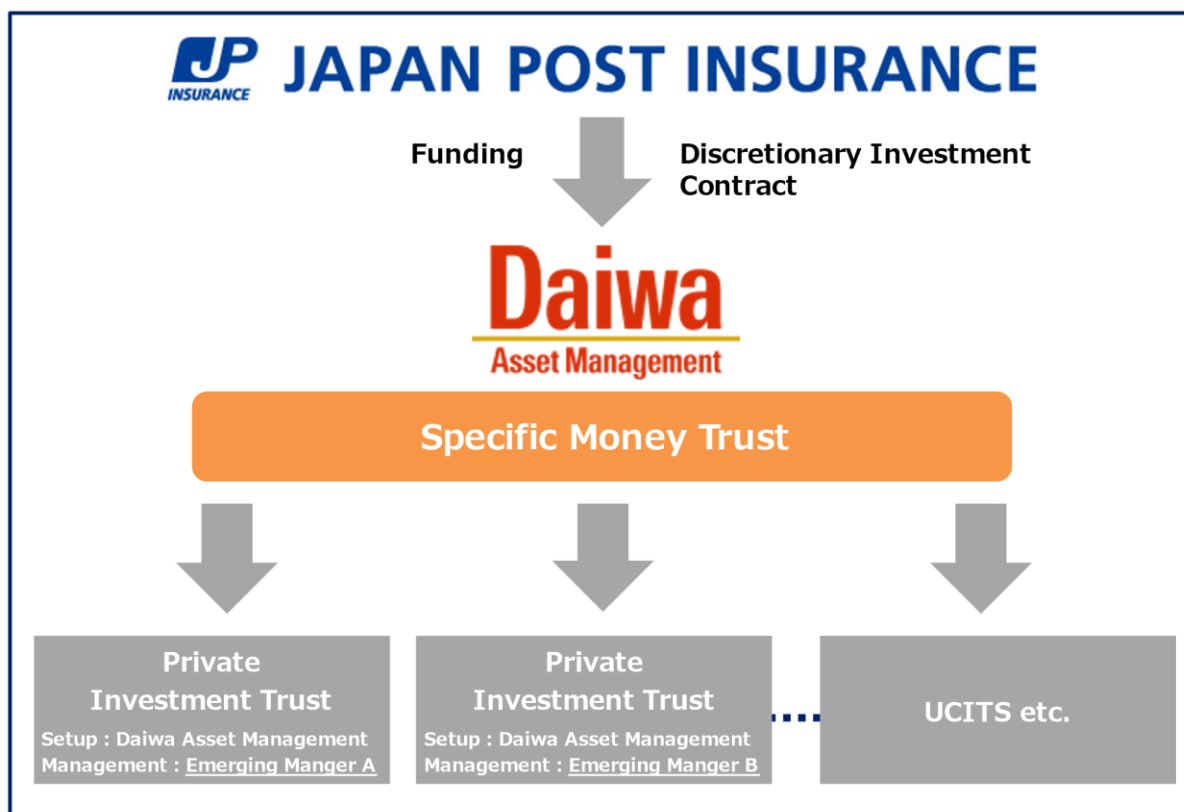 JP
INSURANCE
JAPAN POST INSURANCE
Funding
Discretionary Investment
Contract
Daiwa
Asset Management
Specific Money Trust
Private
Investment Trust
Setup : Daiwa Asset Management
Management : Emerging Manger A
Private
Investment Trust
Setup : Daiwa Asset Management
Management : Emerging Manger B
UCITS etc.